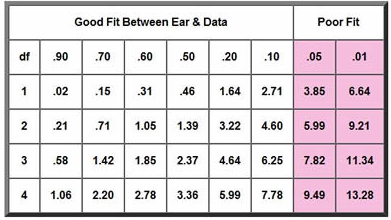 Good Fit Between Ear & Data Poor Fit
df .90 .70 .60 .50 .20 .10 .05 .01
1 .02 .15 .31 .46 1.64 2.71 3.85 6.64
2 .21 .71 1.05 1.39 3.22 4.60 5.99 9.21
3 .58 1.42 1.85 2.37 4.64 6.25 7.82 11.34
4 1.06 2.20 2.78 3.36 5.99 7.78 9.49 13.28